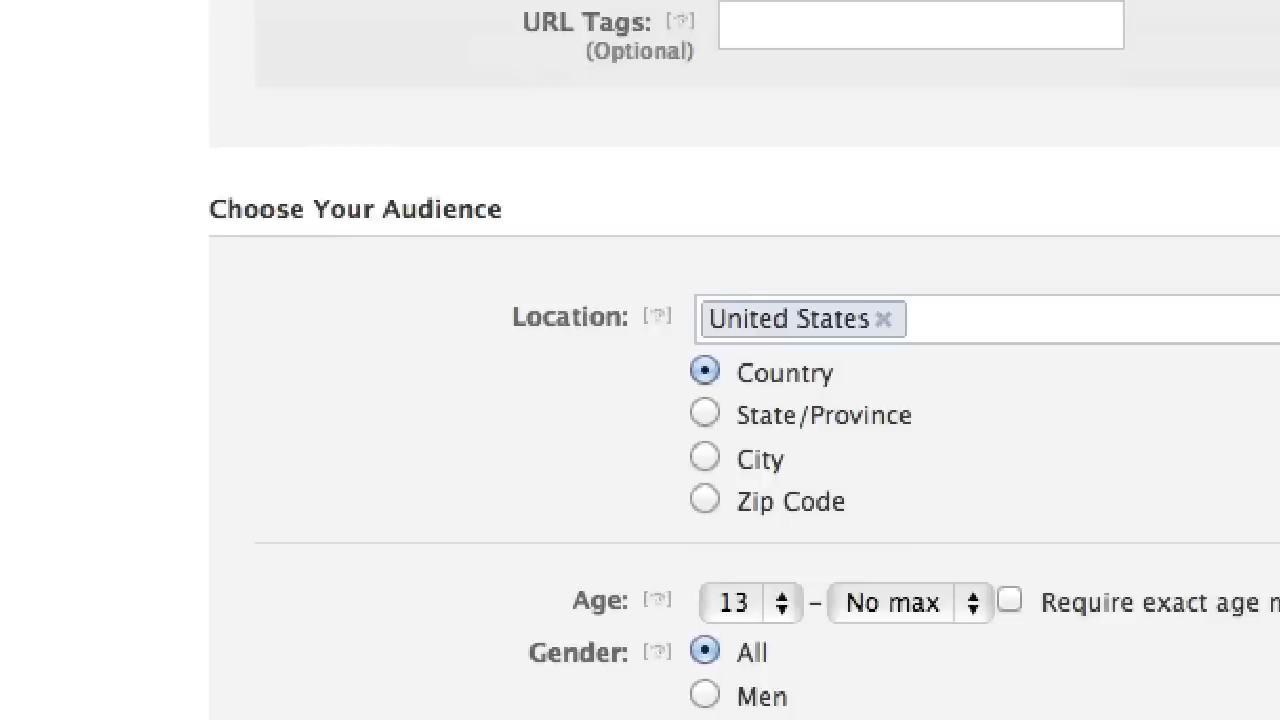 URL Tags: [?]
(Optional)
Choose Your Audience
Location: [?] United States ×
Country
State/Province
City
Zip Code
Age: [?] 13 – No max Require exact age
Gender: [?] All
Men